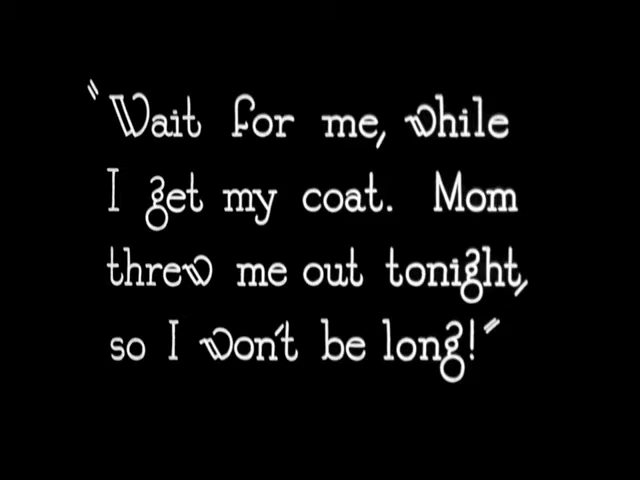 "Wait for me, while
I get my coat. Mom
threw me out tonight,
so I won't be long!"